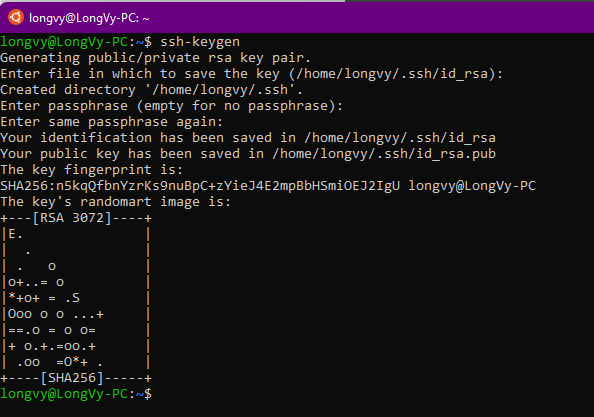 longvy@LongVy-PC: ~
longvy@LongVy-PC:~$ ssh-keygen
Generating public/private rsa key pair.
Enter file in which to save the key (/home/longvy/.ssh/id_rsa):
Created directory '/home/longvy/.ssh'.
Enter passphrase (empty for no passphrase):
Enter same passphrase again:
Your identification has been saved in /home/longvy/.ssh/id_rsa
Your public key has been saved in /home/longvy/.ssh/id_rsa.pub
The key fingerprint is:
SHA256:n5kqQfbnYzrKs9nuBpC+zYieJ4E2mpBbHSmiOEJ2IgU longvy@LongVy-PC
The key's randomart image is:
+---[RSA 3072]----+
|E.               |
|  .              |
| .   o           |
|o+..= o          |
|*+o+ = .S        |
|Ooo o o ...+     |
|==.o = o o=      |
|+ o.+.=oo.+      |
| .oo  =O*+ .     |
+----[SHA256]-----+
longvy@LongVy-PC:~$